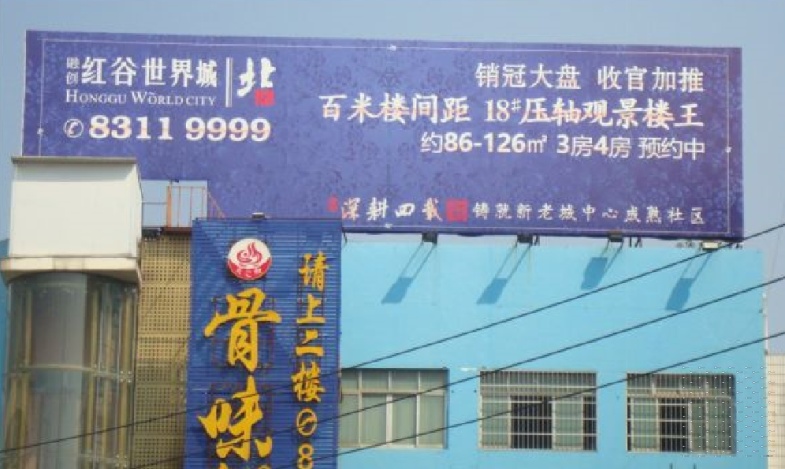 融创 红谷世界城 北
HONGGU WORLD CITY
8311 9999
销冠大盘 收官加推
百米楼间距 18#压轴观景楼王
约86-126㎡ 3房4房 预约中
深耕四载 铸就新老城中心成熟社区
请上二楼 8
骨味